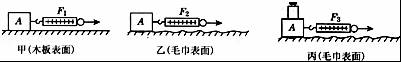 A F₁
甲(木板表面)
A F₂
乙(毛巾表面)
A F₃
丙(毛巾表面)